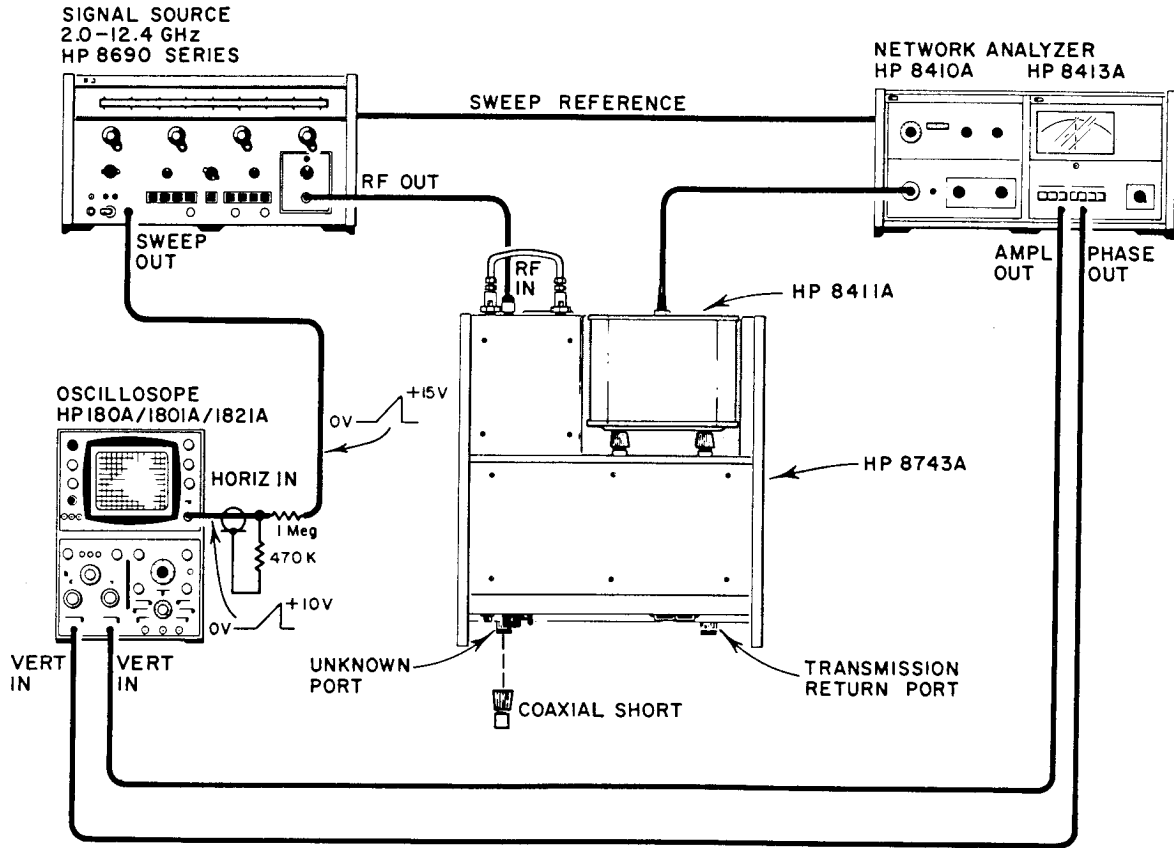 SIGNAL SOURCE
2.0-12.4 GHz
HP 8690 SERIES
NETWORK ANALYZER
HP 8410A HP 8413A
SWEEP REFERENCE
RF OUT
SWEEP
OUT
RF
IN
AMPL
OUT
PHASE
OUT
HP 8411A
OSCILLOSOPE
HP180A/1801A/1821A
+15V
0V
HORIZ IN
HP 8743A
1 Meg
470K
+10V
0V
VERT
IN
VERT
IN
UNKNOWN
PORT
TRANSMISSION
RETURN PORT
COAXIAL SHORT